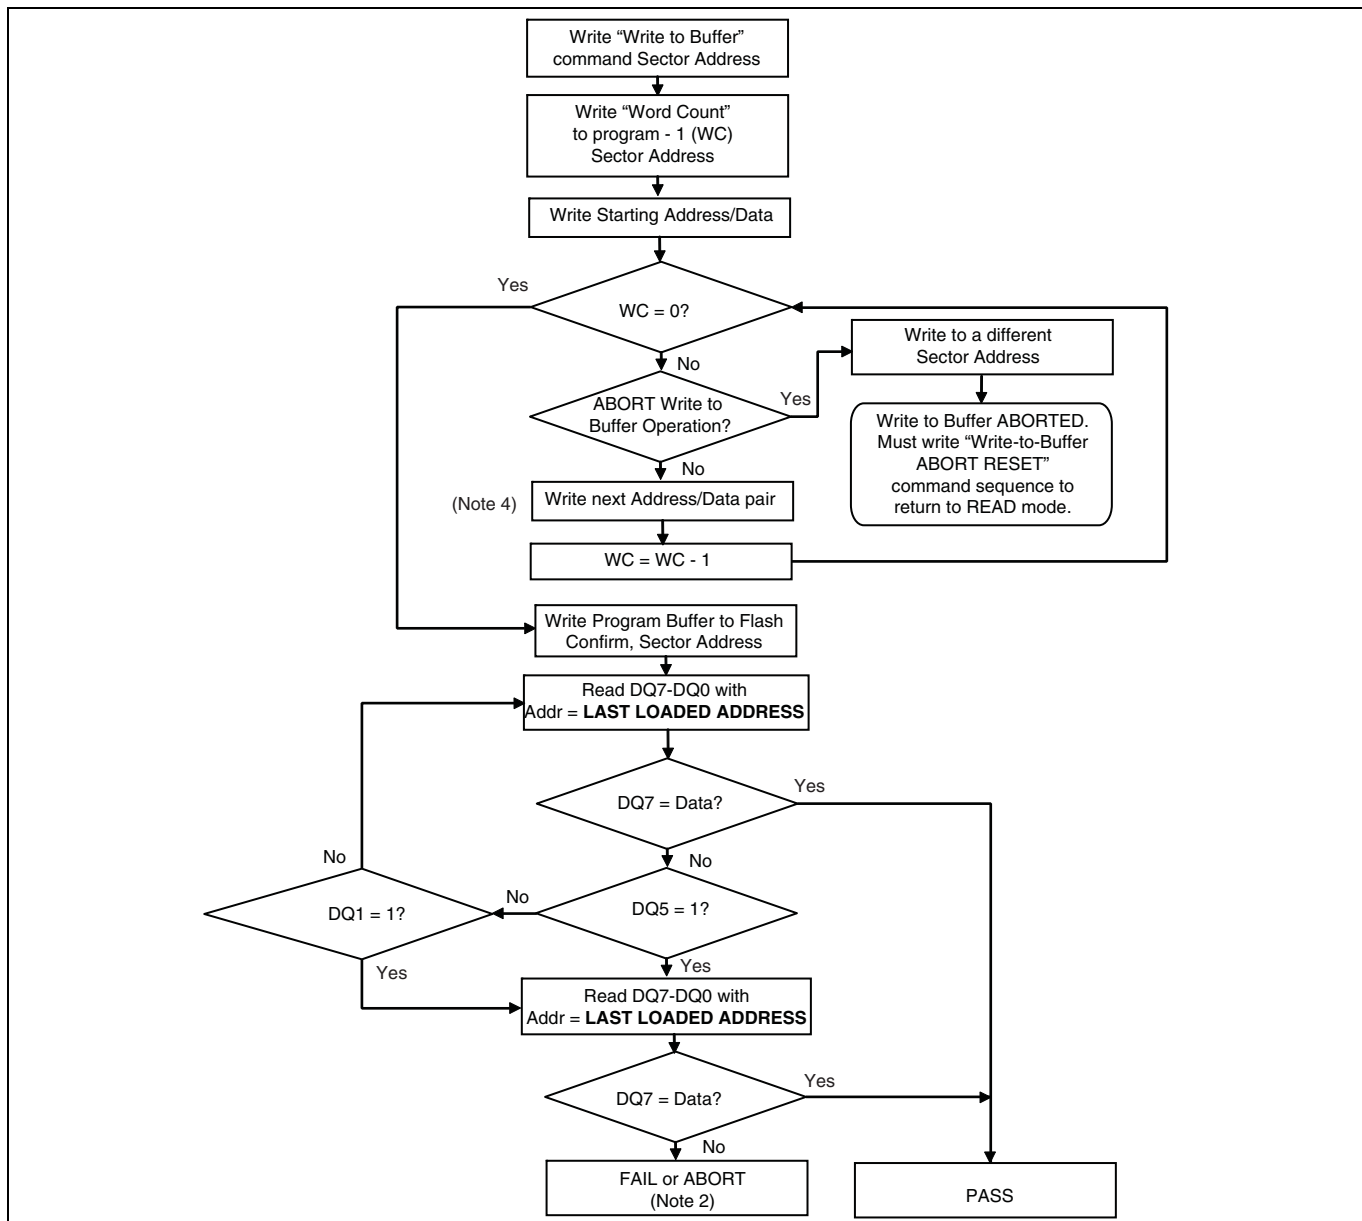 Write “Write to Buffer”
command Sector Address
Write “Word Count”
to program - 1 (WC)
Sector Address
Write Starting Address/Data
Yes
WC = 0?
No
Write to a different
Sector Address
ABORT Write to
Buffer Operation?
Yes
No
Write to Buffer ABORTED.
Must write “Write-to-Buffer
ABORT RESET”
command sequence to
return to READ mode.
(Note 4)
Write next Address/Data pair
WC = WC - 1
Write Program Buffer to Flash
Confirm, Sector Address
Read DQ7-DQ0 with
Addr = LAST LOADED ADDRESS
DQ7 = Data?
Yes
No
No
DQ1 = 1?
No
DQ5 = 1?
Yes
Yes
Read DQ7-DQ0 with
Addr = LAST LOADED ADDRESS
DQ7 = Data?
Yes
No
FAIL or ABORT
(Note 2)
PASS